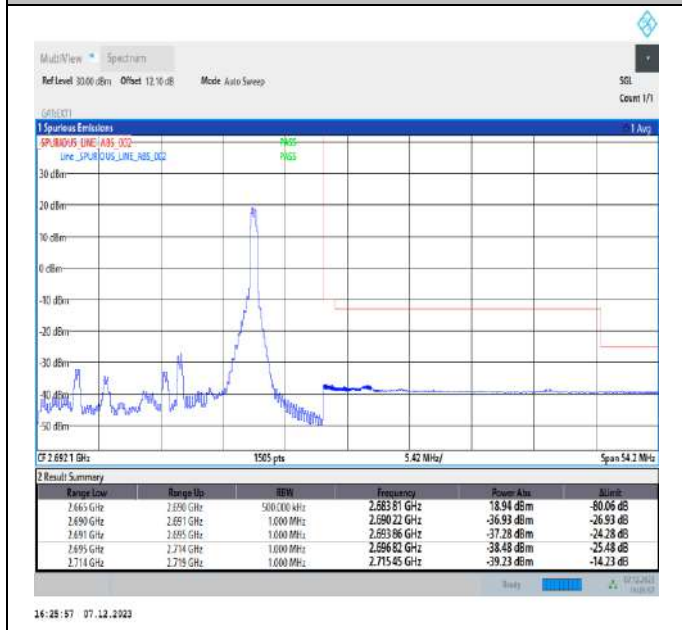 MultiView Spectrum
Ref Level 30.00 dBm Offset 12.10 dB Mode Auto Sweep SGL
Count 1/1
1 Spurious Emissions 1 Avg
SPURIOUS_LINE_ABS_002 PASS
Line _SPURIOUS_LINE_ABS_002 PASS
30 dBm
20 dBm
10 dBm
0 dBm
-10 dBm
-20 dBm
-30 dBm
-40 dBm
-50 dBm
CF 2.6921 GHz 1505 pts 5.42 MHz/ Span 54.2 MHz
2 Result Summary
Range Low Range Up RBW Frequency Power Abs ΔLimit
2.665 GHz 2.690 GHz 500.000 kHz 2.68381 GHz 18.94 dBm -80.06 dB
2.690 GHz 2.691 GHz 1.000 MHz 2.69022 GHz -36.93 dBm -26.93 dB
2.691 GHz 2.695 GHz 1.000 MHz 2.69386 GHz -37.28 dBm -24.28 dB
2.695 GHz 2.714 GHz 1.000 MHz 2.69682 GHz -38.48 dBm -25.48 dB
2.714 GHz 2.719 GHz 1.000 MHz 2.71545 GHz -39.23 dBm -14.23 dB
Ready 07.12.2023
16:25:57 07.12.2023